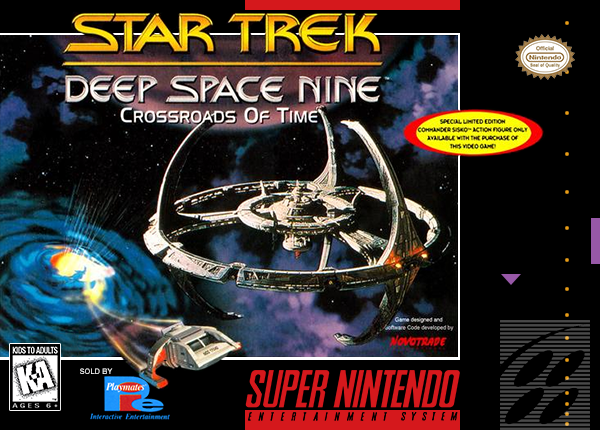 STAR TREK
DEEP SPACE NINE™
CROSSROADS OF TIME
Official
Nintendo
Seal of Quality
SPECIAL LIMITED EDITION
COMMANDER SISKO™ ACTION FIGURE ONLY
AVAILABLE WITH THE PURCHASE OF
THIS VIDEO GAME!
Game designed and
Software Code developed by
NOVOTRADE
KIDS TO ADULTS
K-A
AGES 6+
SOLD BY
Playmates
Pie
Interactive Entertainment
SUPER NINTENDO
ENTERTAINMENT SYSTEM